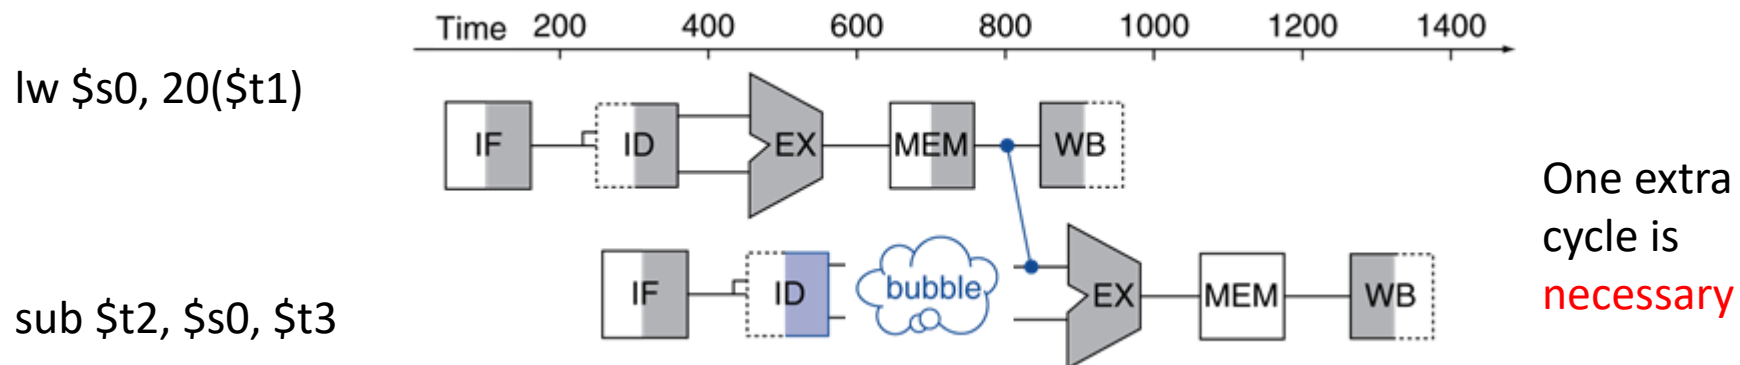 Time 200 400 600 800 1000 1200 1400
lw $s0, 20($t1)
IF ID EX MEM WB
One extra
cycle is
necessary
IF ID bubble EX MEM WB
sub $t2, $s0, $t3